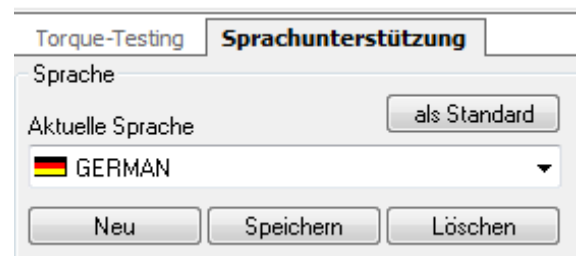 Torque-Testing Sprachunterstützung
Sprache
als Standard
Aktuelle Sprache
GERMAN
Neu Speichern Löschen